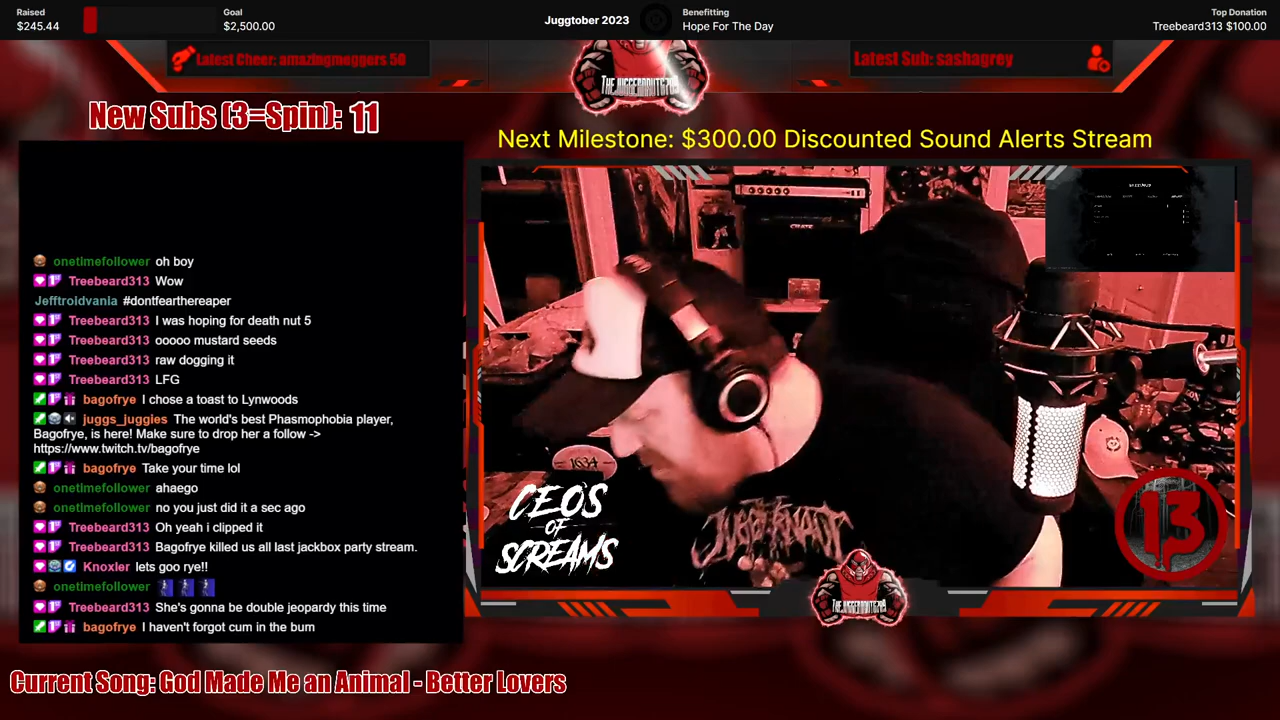 Raised
$245.44
Goal
$2,500.00
Juggtober 2023
Benefitting
Hope For The Day
Top Donation
Treebeard313 $100.00
Latest Cheer: amazingmoggers 50
THEJUGGERNAUT6789
Latest Sub: sashagrey
New Subs (3=Spin): 11
Next Milestone: $300.00 Discounted Sound Alerts Stream
onetimefollower oh boy
Treebeard313 Wow
Jefftroidvania #dontfearthereaper
Treebeard313 I was hoping for death nut 5
Treebeard313 ooooo mustard seeds
Treebeard313 raw dogging it
Treebeard313 LFG
bagofrye I chose a toast to Lynwoods
juggs_juggies The world's best Phasmophobia player,
Bagofrye, is here! Make sure to drop her a follow ->
https://www.twitch.tv/bagofrye
bagofrye Take your time lol
onetimefollower ahaego
onetimefollower no you just did it a sec ago
Treebeard313 Oh yeah i clipped it
Treebeard313 Bagofrye killed us all last jackbox party stream.
Knoxler lets goo rye!!
onetimefollower
Treebeard313 She's gonna be double jeopardy this time
bagofrye I haven't forgot cum in the bum
CRATE
1634
CEO'S
OF
SCREAMS
JUGGERKNAUT
13
Current Song: God Made Me an Animal - Better Lovers